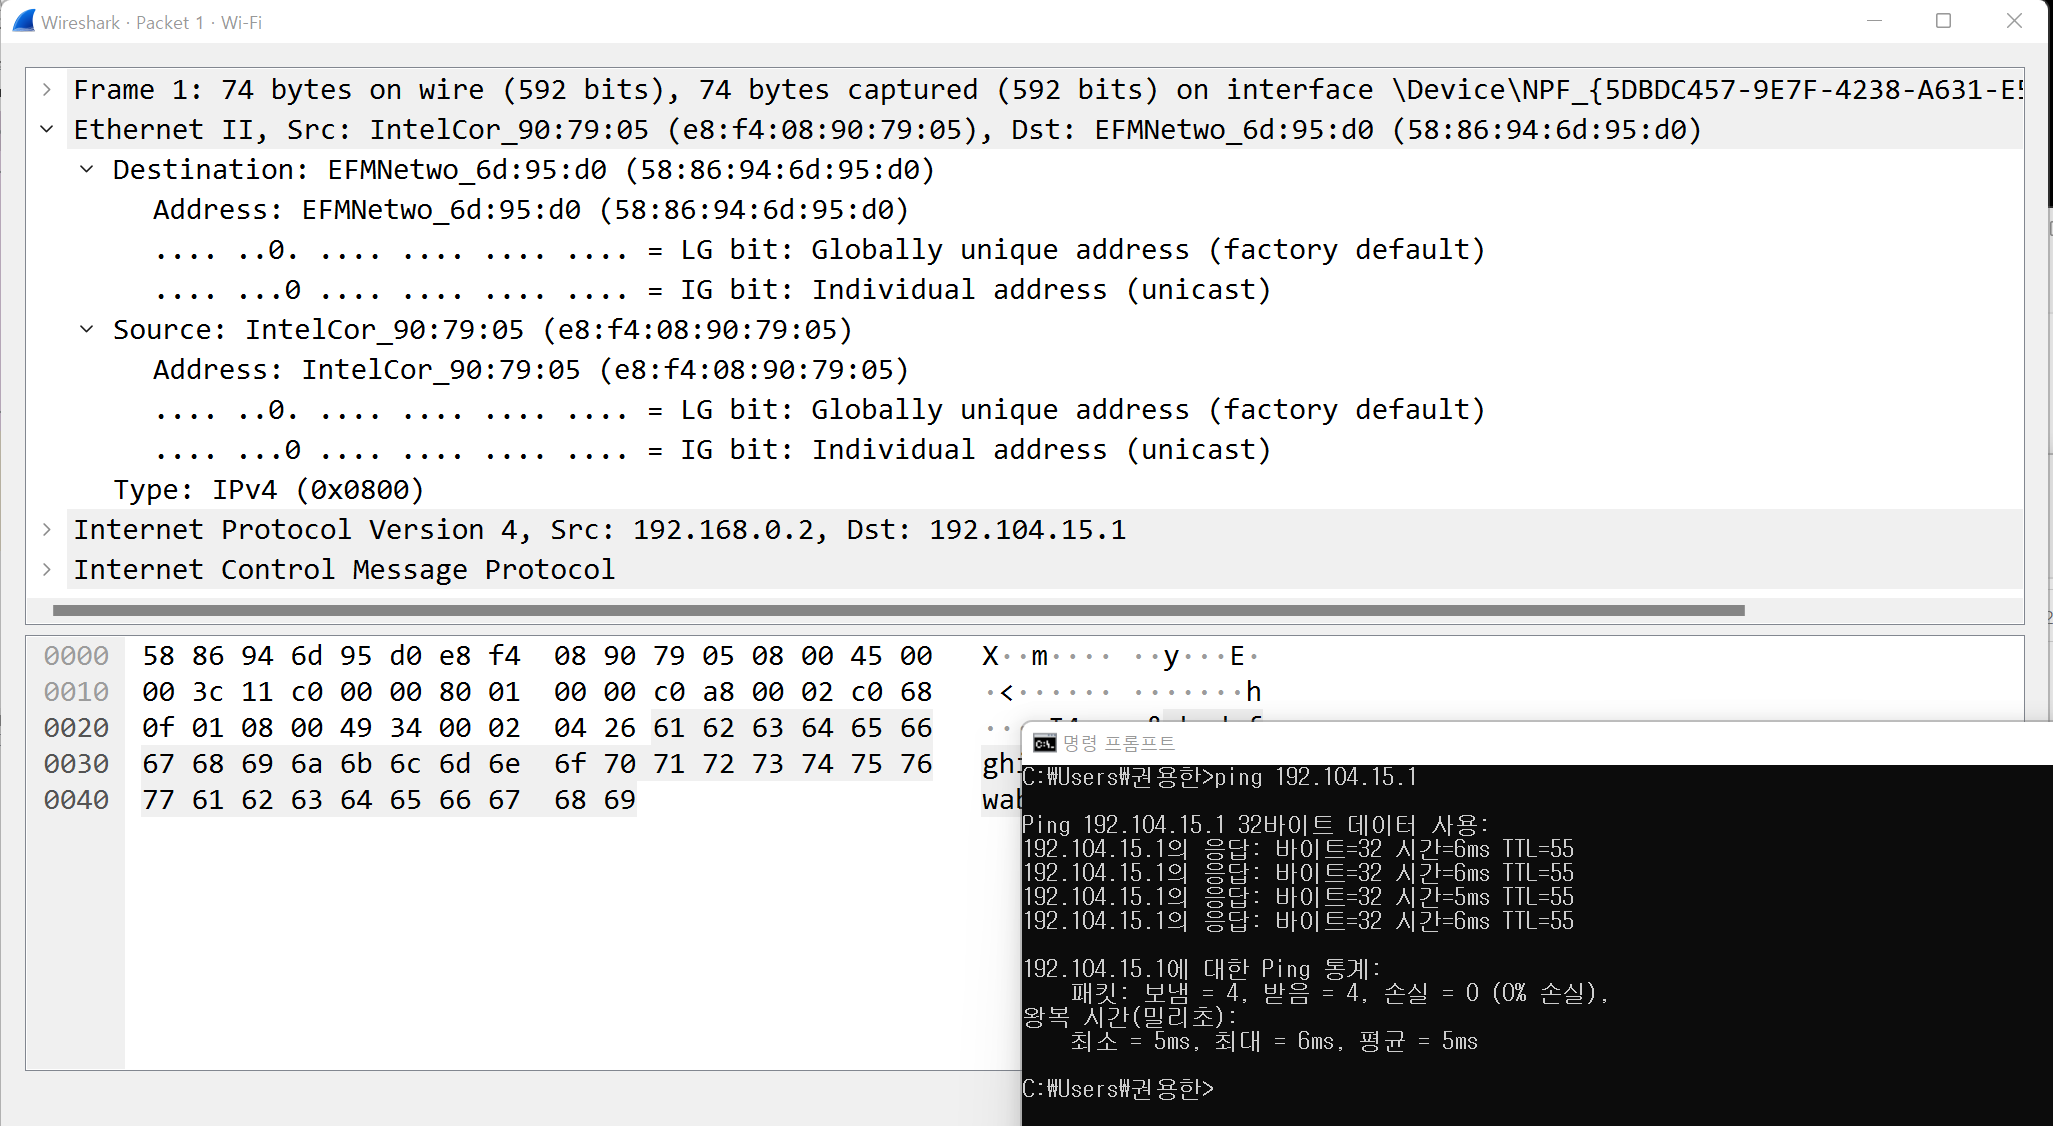 Wireshark · Packet 1 · Wi-Fi
Frame 1: 74 bytes on wire (592 bits), 74 bytes captured (592 bits) on interface \Device\NPF_{5DBDC457-9E7F-4238-A631-E5
Ethernet II, Src: IntelCor_90:79:05 (e8:f4:08:90:79:05), Dst: EFMNetwo_6d:95:d0 (58:86:94:6d:95:d0)
Destination: EFMNetwo_6d:95:d0 (58:86:94:6d:95:d0)
Address: EFMNetwo_6d:95:d0 (58:86:94:6d:95:d0)
.... ..0. .... .... .... .... = LG bit: Globally unique address (factory default)
.... ...0 .... .... .... .... = IG bit: Individual address (unicast)
Source: IntelCor_90:79:05 (e8:f4:08:90:79:05)
Address: IntelCor_90:79:05 (e8:f4:08:90:79:05)
.... ..0. .... .... .... .... = LG bit: Globally unique address (factory default)
.... ...0 .... .... .... .... = IG bit: Individual address (unicast)
Type: IPv4 (0x0800)
Internet Protocol Version 4, Src: 192.168.0.2, Dst: 192.104.15.1
Internet Control Message Protocol
0000 58 86 94 6d 95 d0 e8 f4 08 90 79 05 08 00 45 00 X··m···· ··y···E·
0010 00 3c 11 c0 00 00 80 01 00 00 c0 a8 00 02 c0 68 ·<······ ·······h
0020 0f 01 08 00 49 34 00 02 04 26 61 62 63 64 65 66
0030 67 68 69 6a 6b 6c 6d 6e 6f 70 71 72 73 74 75 76 ghi
0040 77 61 62 63 64 65 66 67 68 69 wab
명령 프롬프트
C:₩Users₩권용한>ping 192.104.15.1
Ping 192.104.15.1 32바이트 데이터 사용:
192.104.15.1의 응답: 바이트=32 시간=6ms TTL=55
192.104.15.1의 응답: 바이트=32 시간=6ms TTL=55
192.104.15.1의 응답: 바이트=32 시간=5ms TTL=55
192.104.15.1의 응답: 바이트=32 시간=6ms TTL=55
192.104.15.1에 대한 Ping 통계:
패킷: 보냄 = 4, 받음 = 4, 손실 = 0 (0% 손실),
왕복 시간(밀리초):
최소 = 5ms, 최대 = 6ms, 평균 = 5ms
C:₩Users₩권용한>